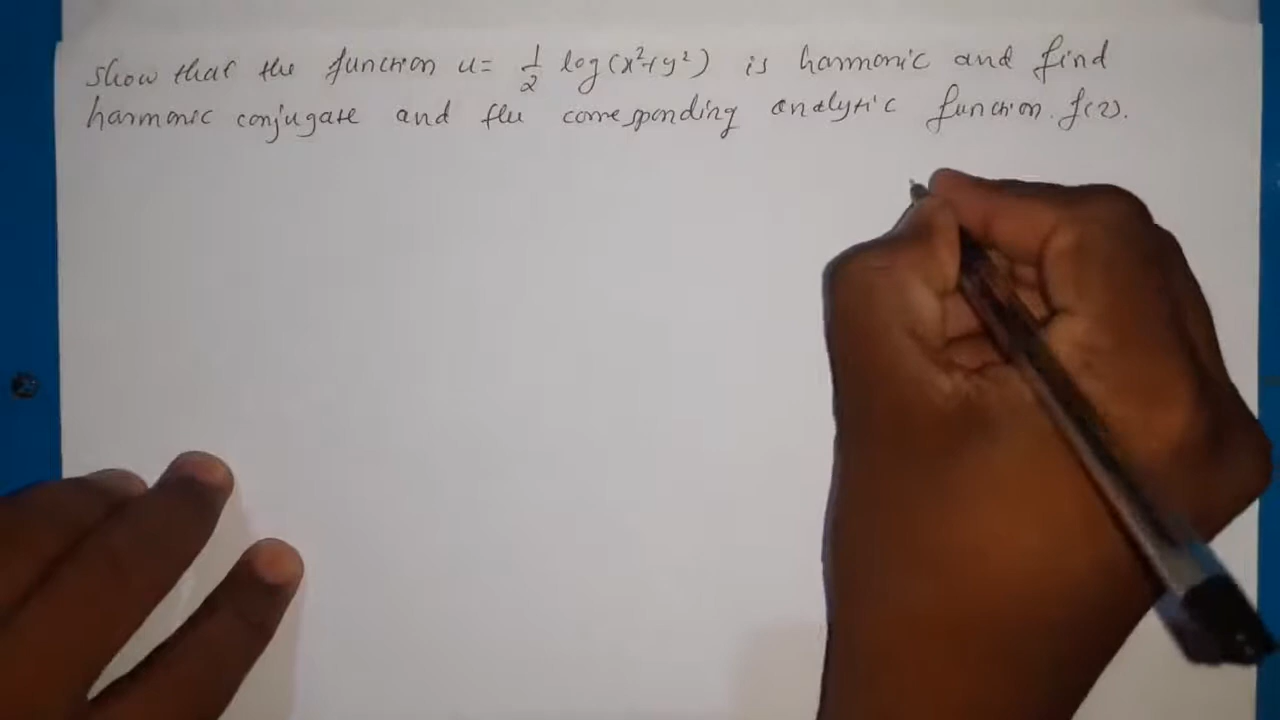 Show that the function u = 1/2 log(x²+y²) is harmonic and find
harmonic conjugate and the corresponding analytic function. f(z).